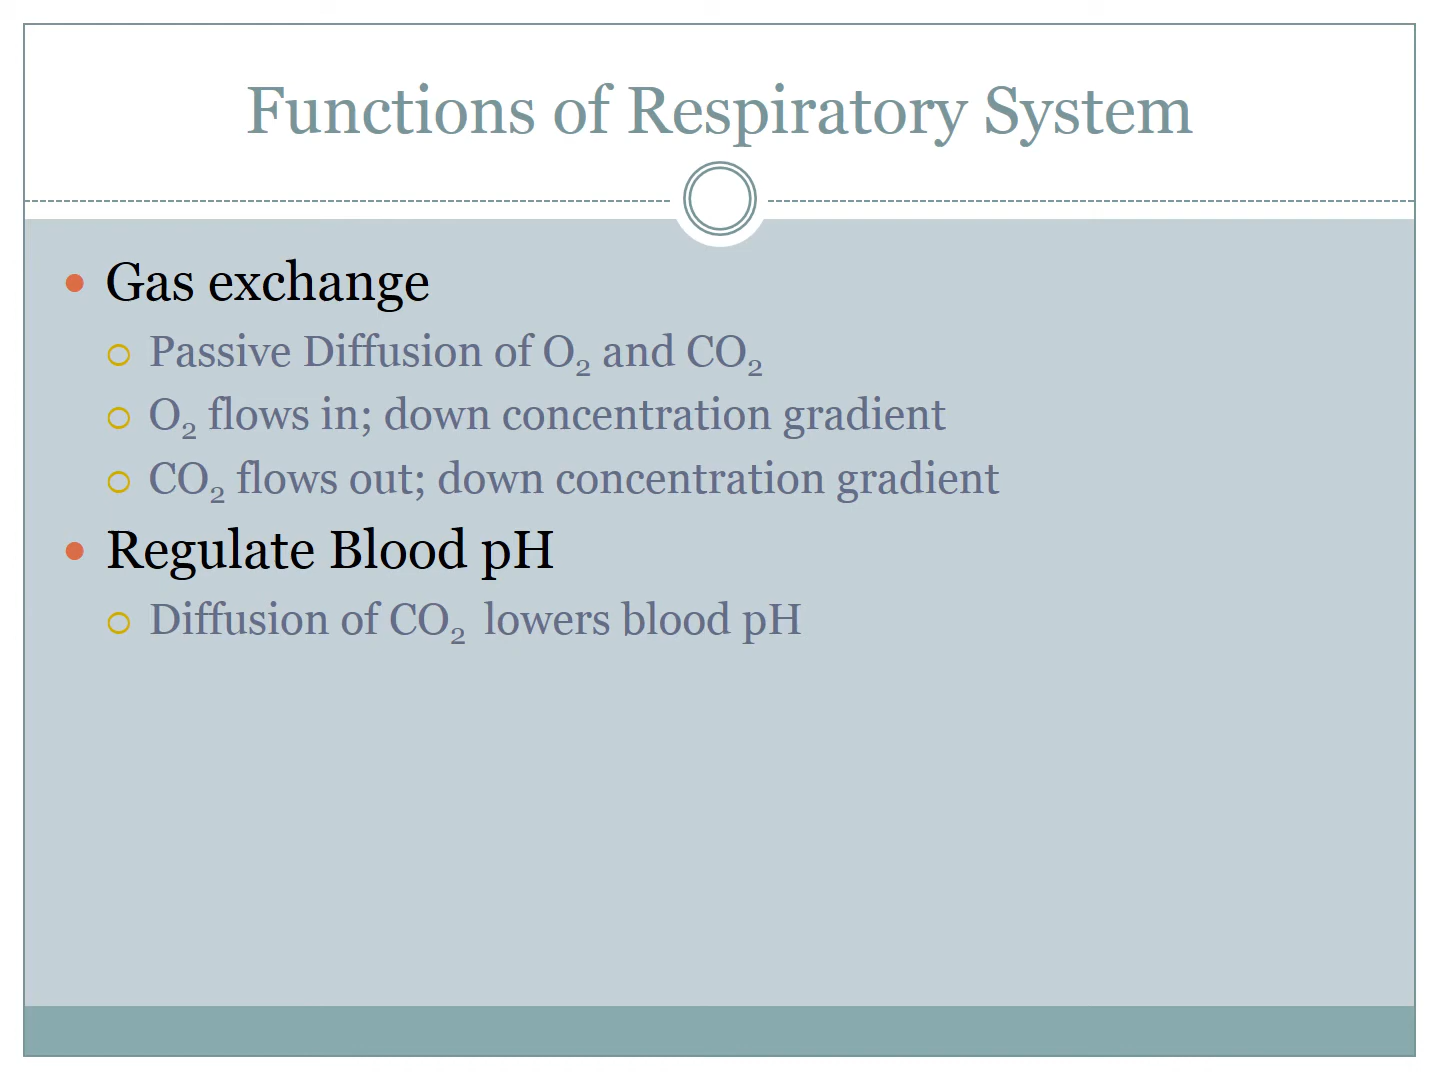 Functions of Respiratory System
• Gas exchange
○ Passive Diffusion of O₂ and CO₂
○ O₂ flows in; down concentration gradient
○ CO₂ flows out; down concentration gradient
• Regulate Blood pH
○ Diffusion of CO₂ lowers blood pH